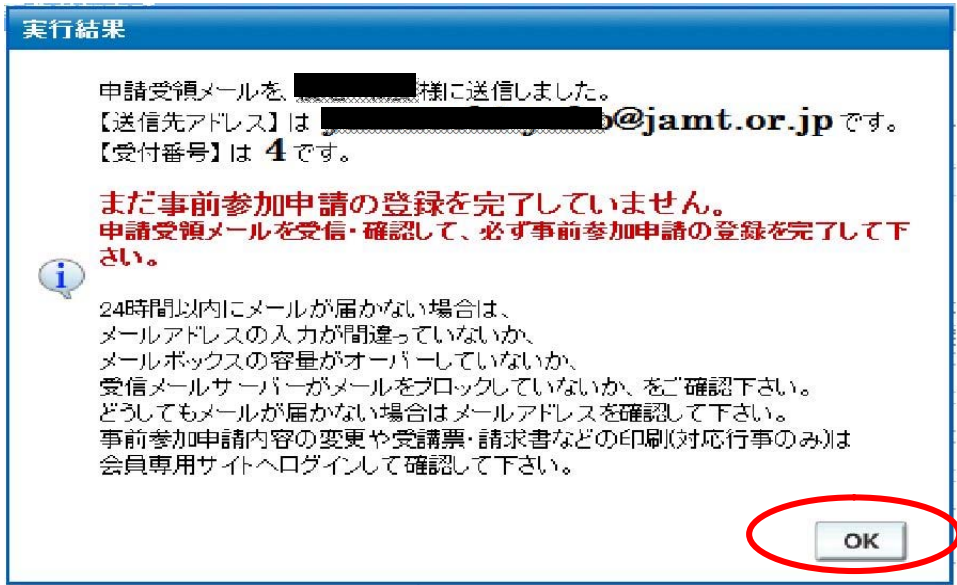 実行結果
申請受領メールを、様に送信しました。
【送信先アドレス】は @jamt.or.jp です。
【受付番号】は 4 です。
まだ事前参加申請の登録を完了していません。
申請受領メールを受信・確認して、必ず事前参加申請の登録を完了して下
さい。
24時間以内にメールが届かない場合は、
メールアドレスの入力が間違っていないか、
メールボックスの容量がオーバーしていないか、
受信メールサーバーがメールをブロックしていないか、をご確認下さい。
どうしてもメールが届かない場合はメールアドレスを確認して下さい。
事前参加申請内容の変更や受講票・請求書などの印刷(対応行事のみ)は
会員専用サイトへログインして確認して下さい。
OK